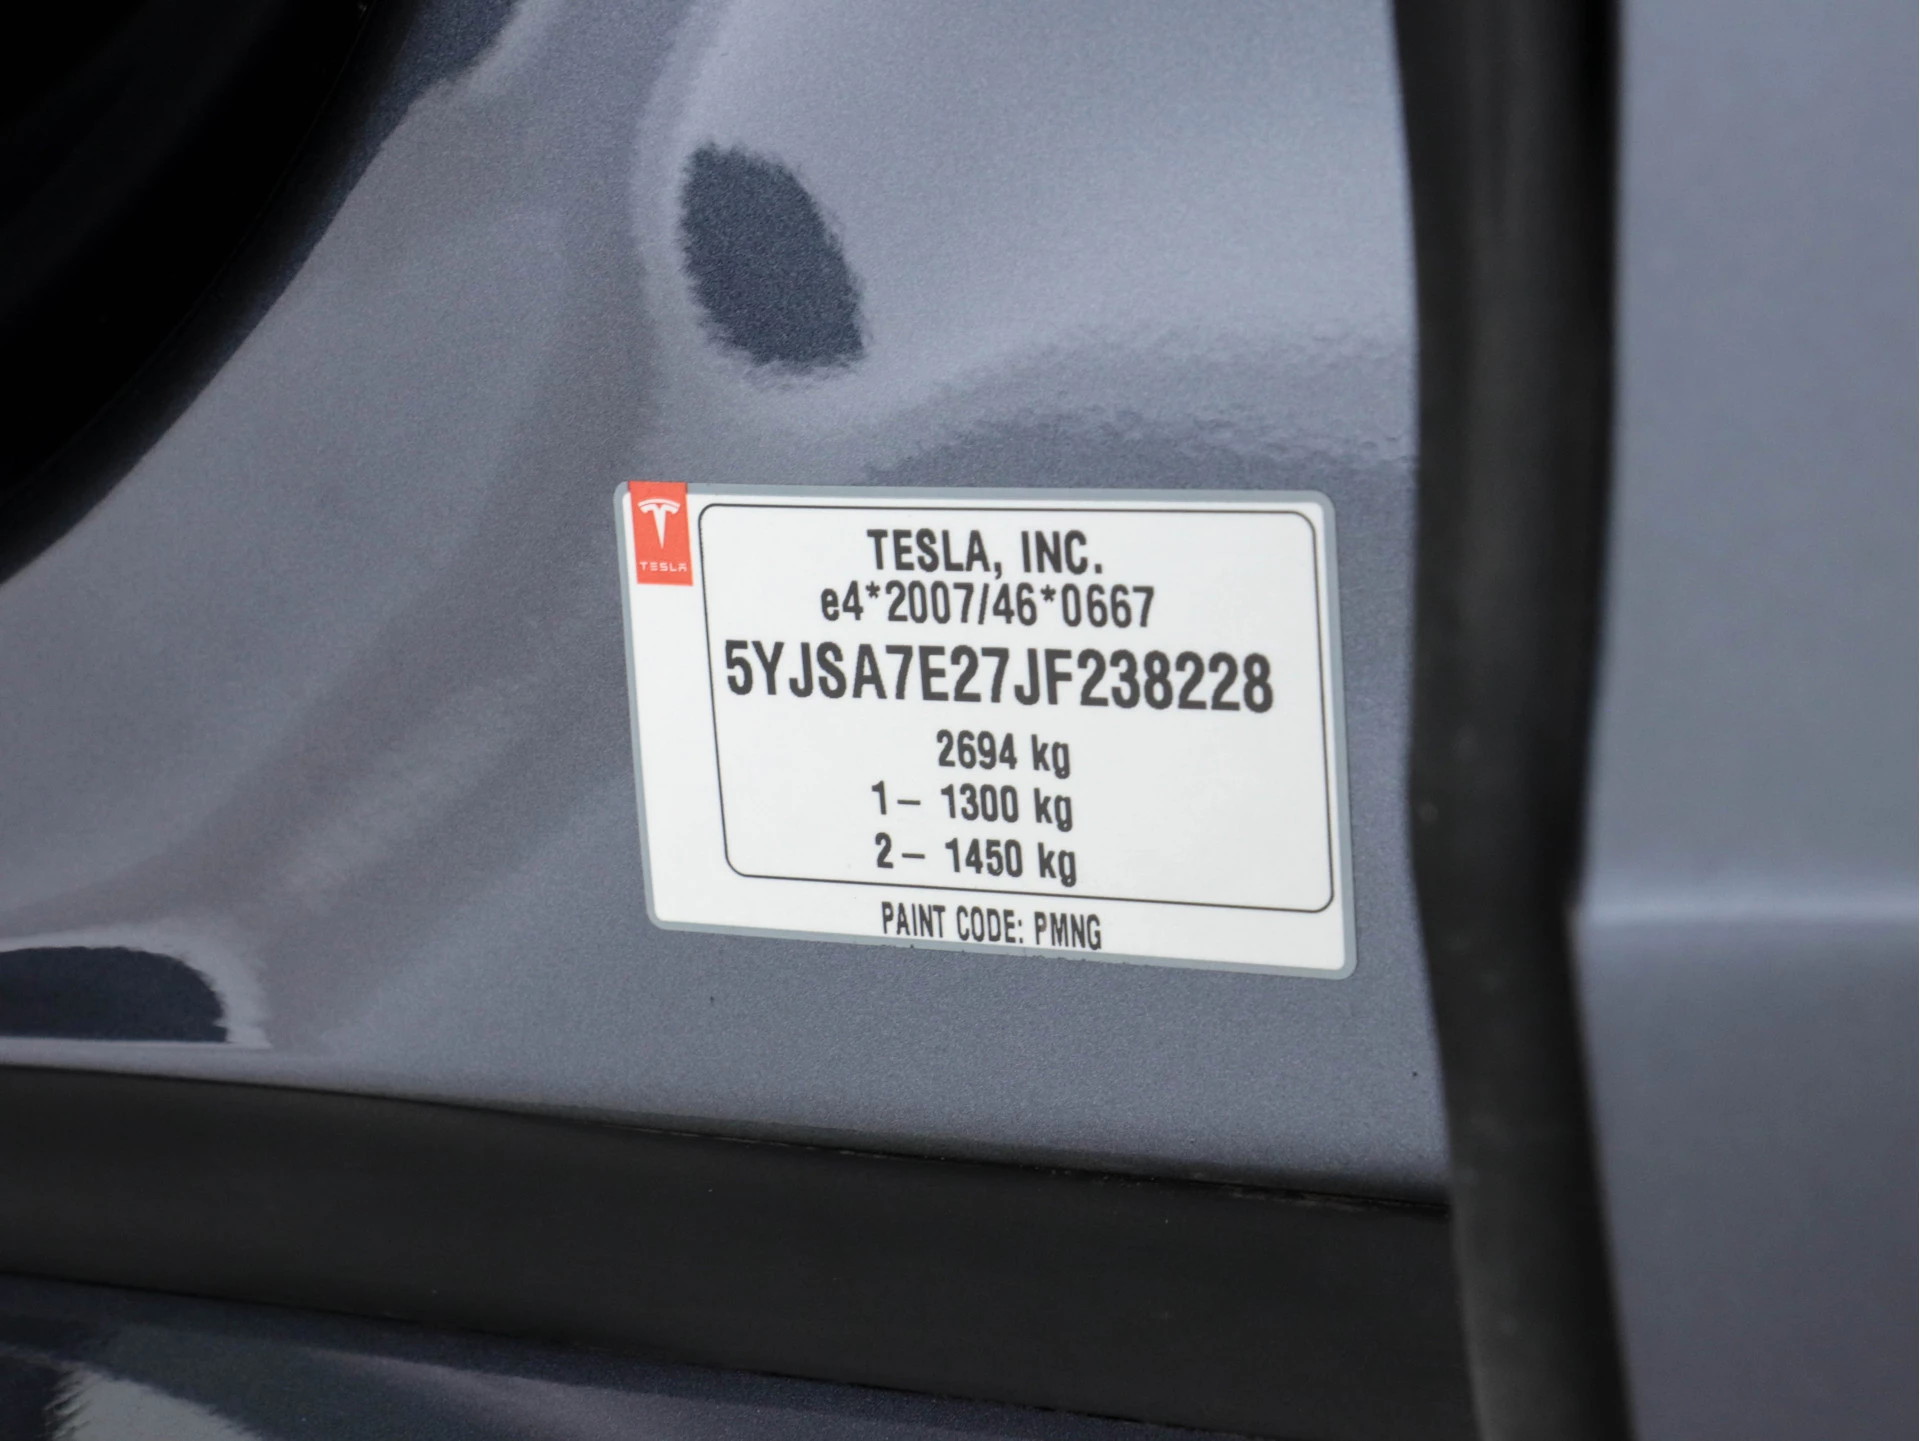 TESLA
TESLA, INC.
e4*2007/46*0667
5YJSA7E27JF238228
2694 kg
1– 1300 kg
2– 1450 kg
PAINT CODE: PMNG